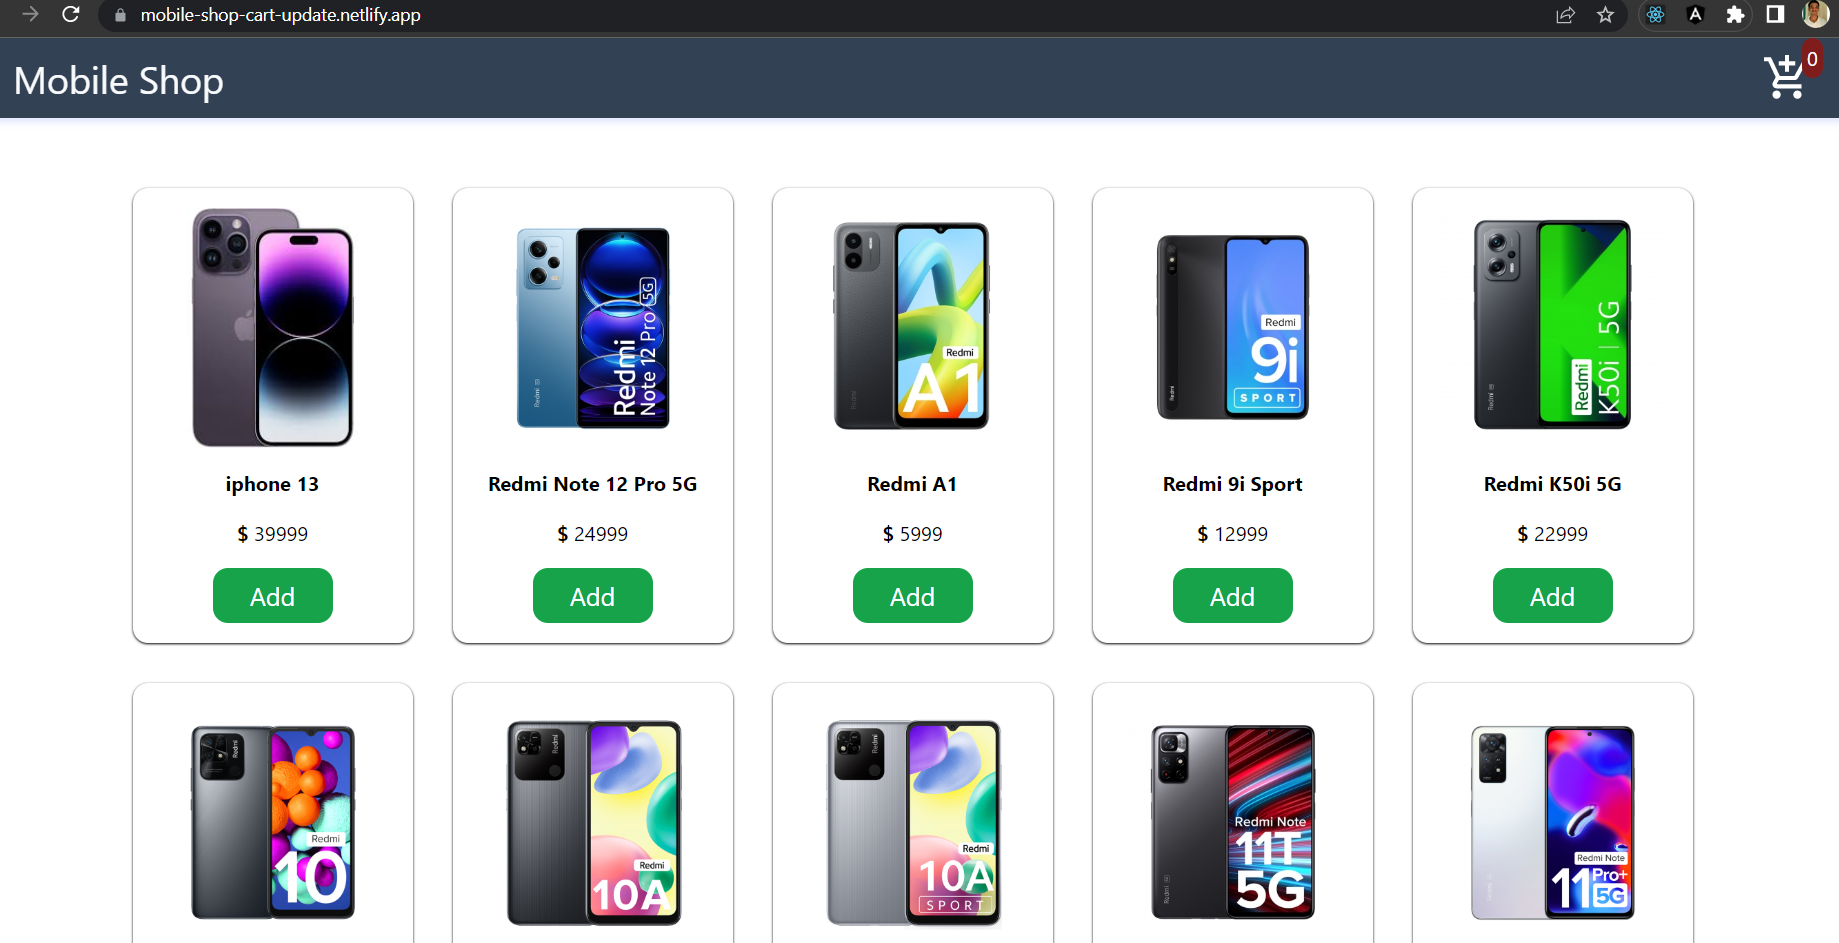 mobile-shop-cart-update.netlify.app
Mobile Shop
0
Redmi
Note 12 Pro 5G
Redmi
A1
Redmi
9i
SPORT
Redmi
K50i | 5G
iphone 13
Redmi Note 12 Pro 5G
Redmi A1
Redmi 9i Sport
Redmi K50i 5G
$ 39999
$ 24999
$ 5999
$ 12999
$ 22999
Add
Add
Add
Add
Add
Redmi
10
Redmi
10A
Redmi
10A
SPORT
Redmi Note
11T
5G
Redmi Note
11 Pro+
5G